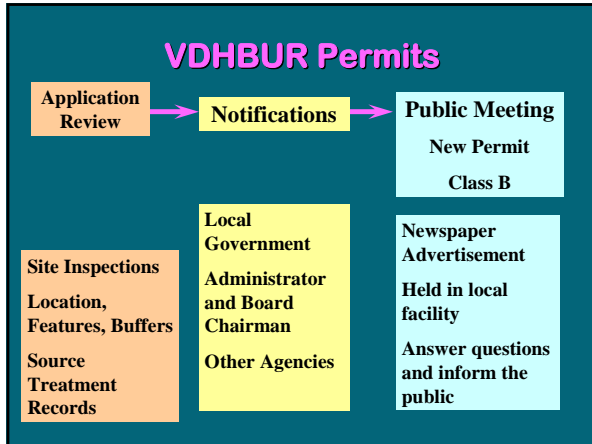 VDHBUR Permits
Application
Review
Notifications
Public Meeting
New Permit
Class B
Site Inspections
Location,
Features, Buffers
Source
Treatment
Records
Local
Government
Administrator
and Board
Chairman
Other Agencies
Newspaper
Advertisement
Held in local
facility
Answer questions
and inform the
public